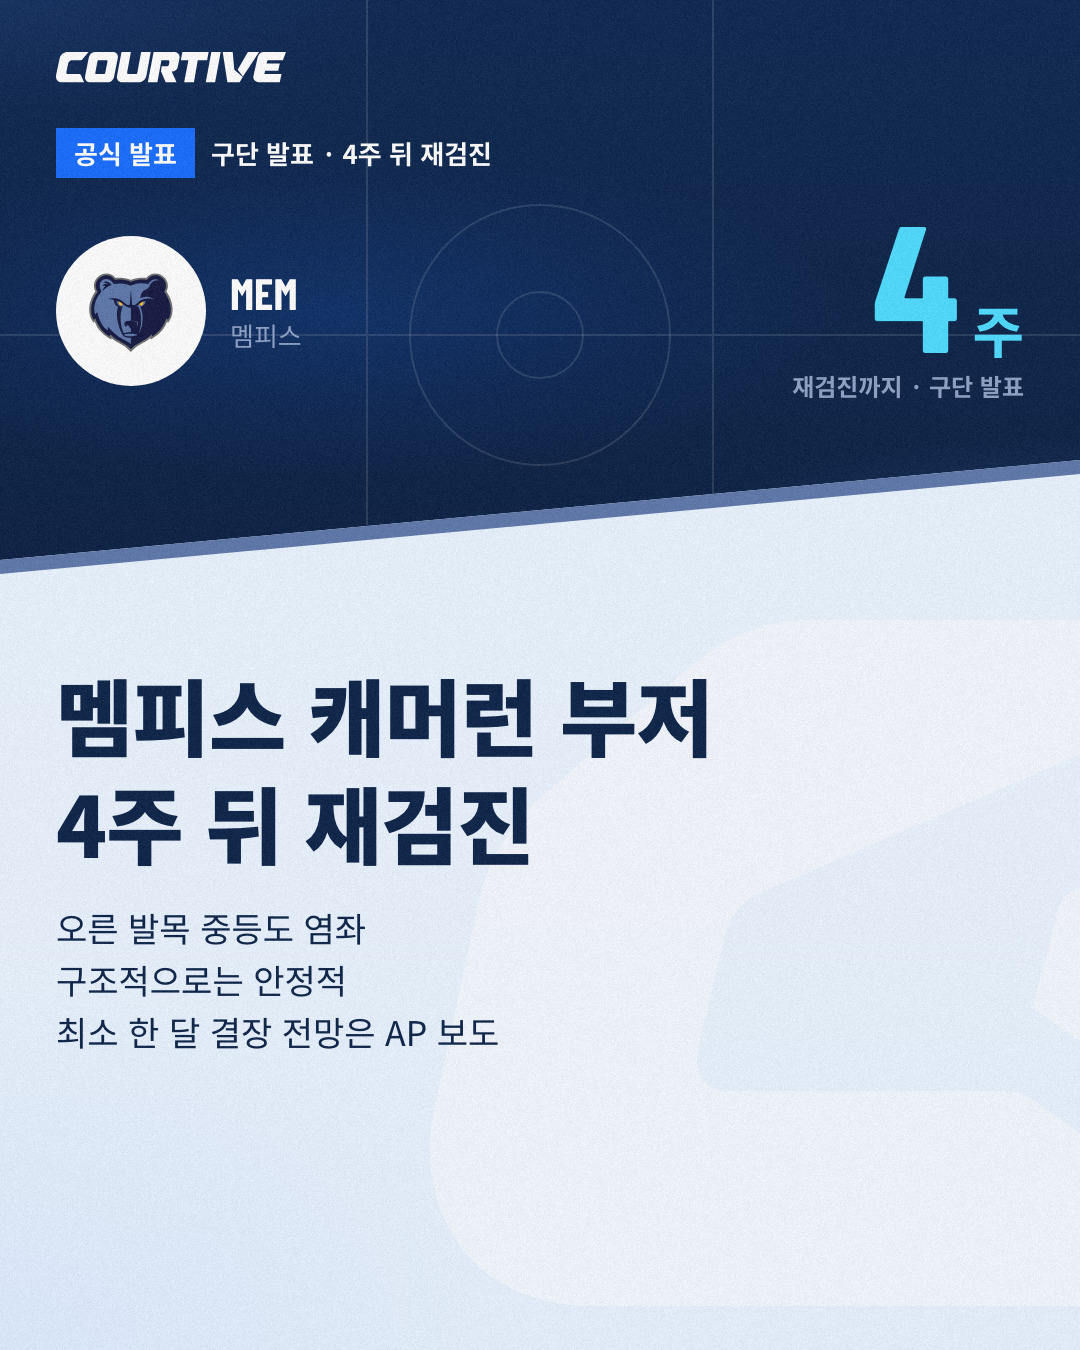 COURTIVE
공식 발표 구단 발표 · 4주 뒤 재검진
MEM
멤피스
4주
재검진까지 · 구단 발표
멤피스 캐머런 부저
4주 뒤 재검진
오른 발목 중등도 염좌
구조적으로는 안정적
최소 한 달 결장 전망은 AP 보도